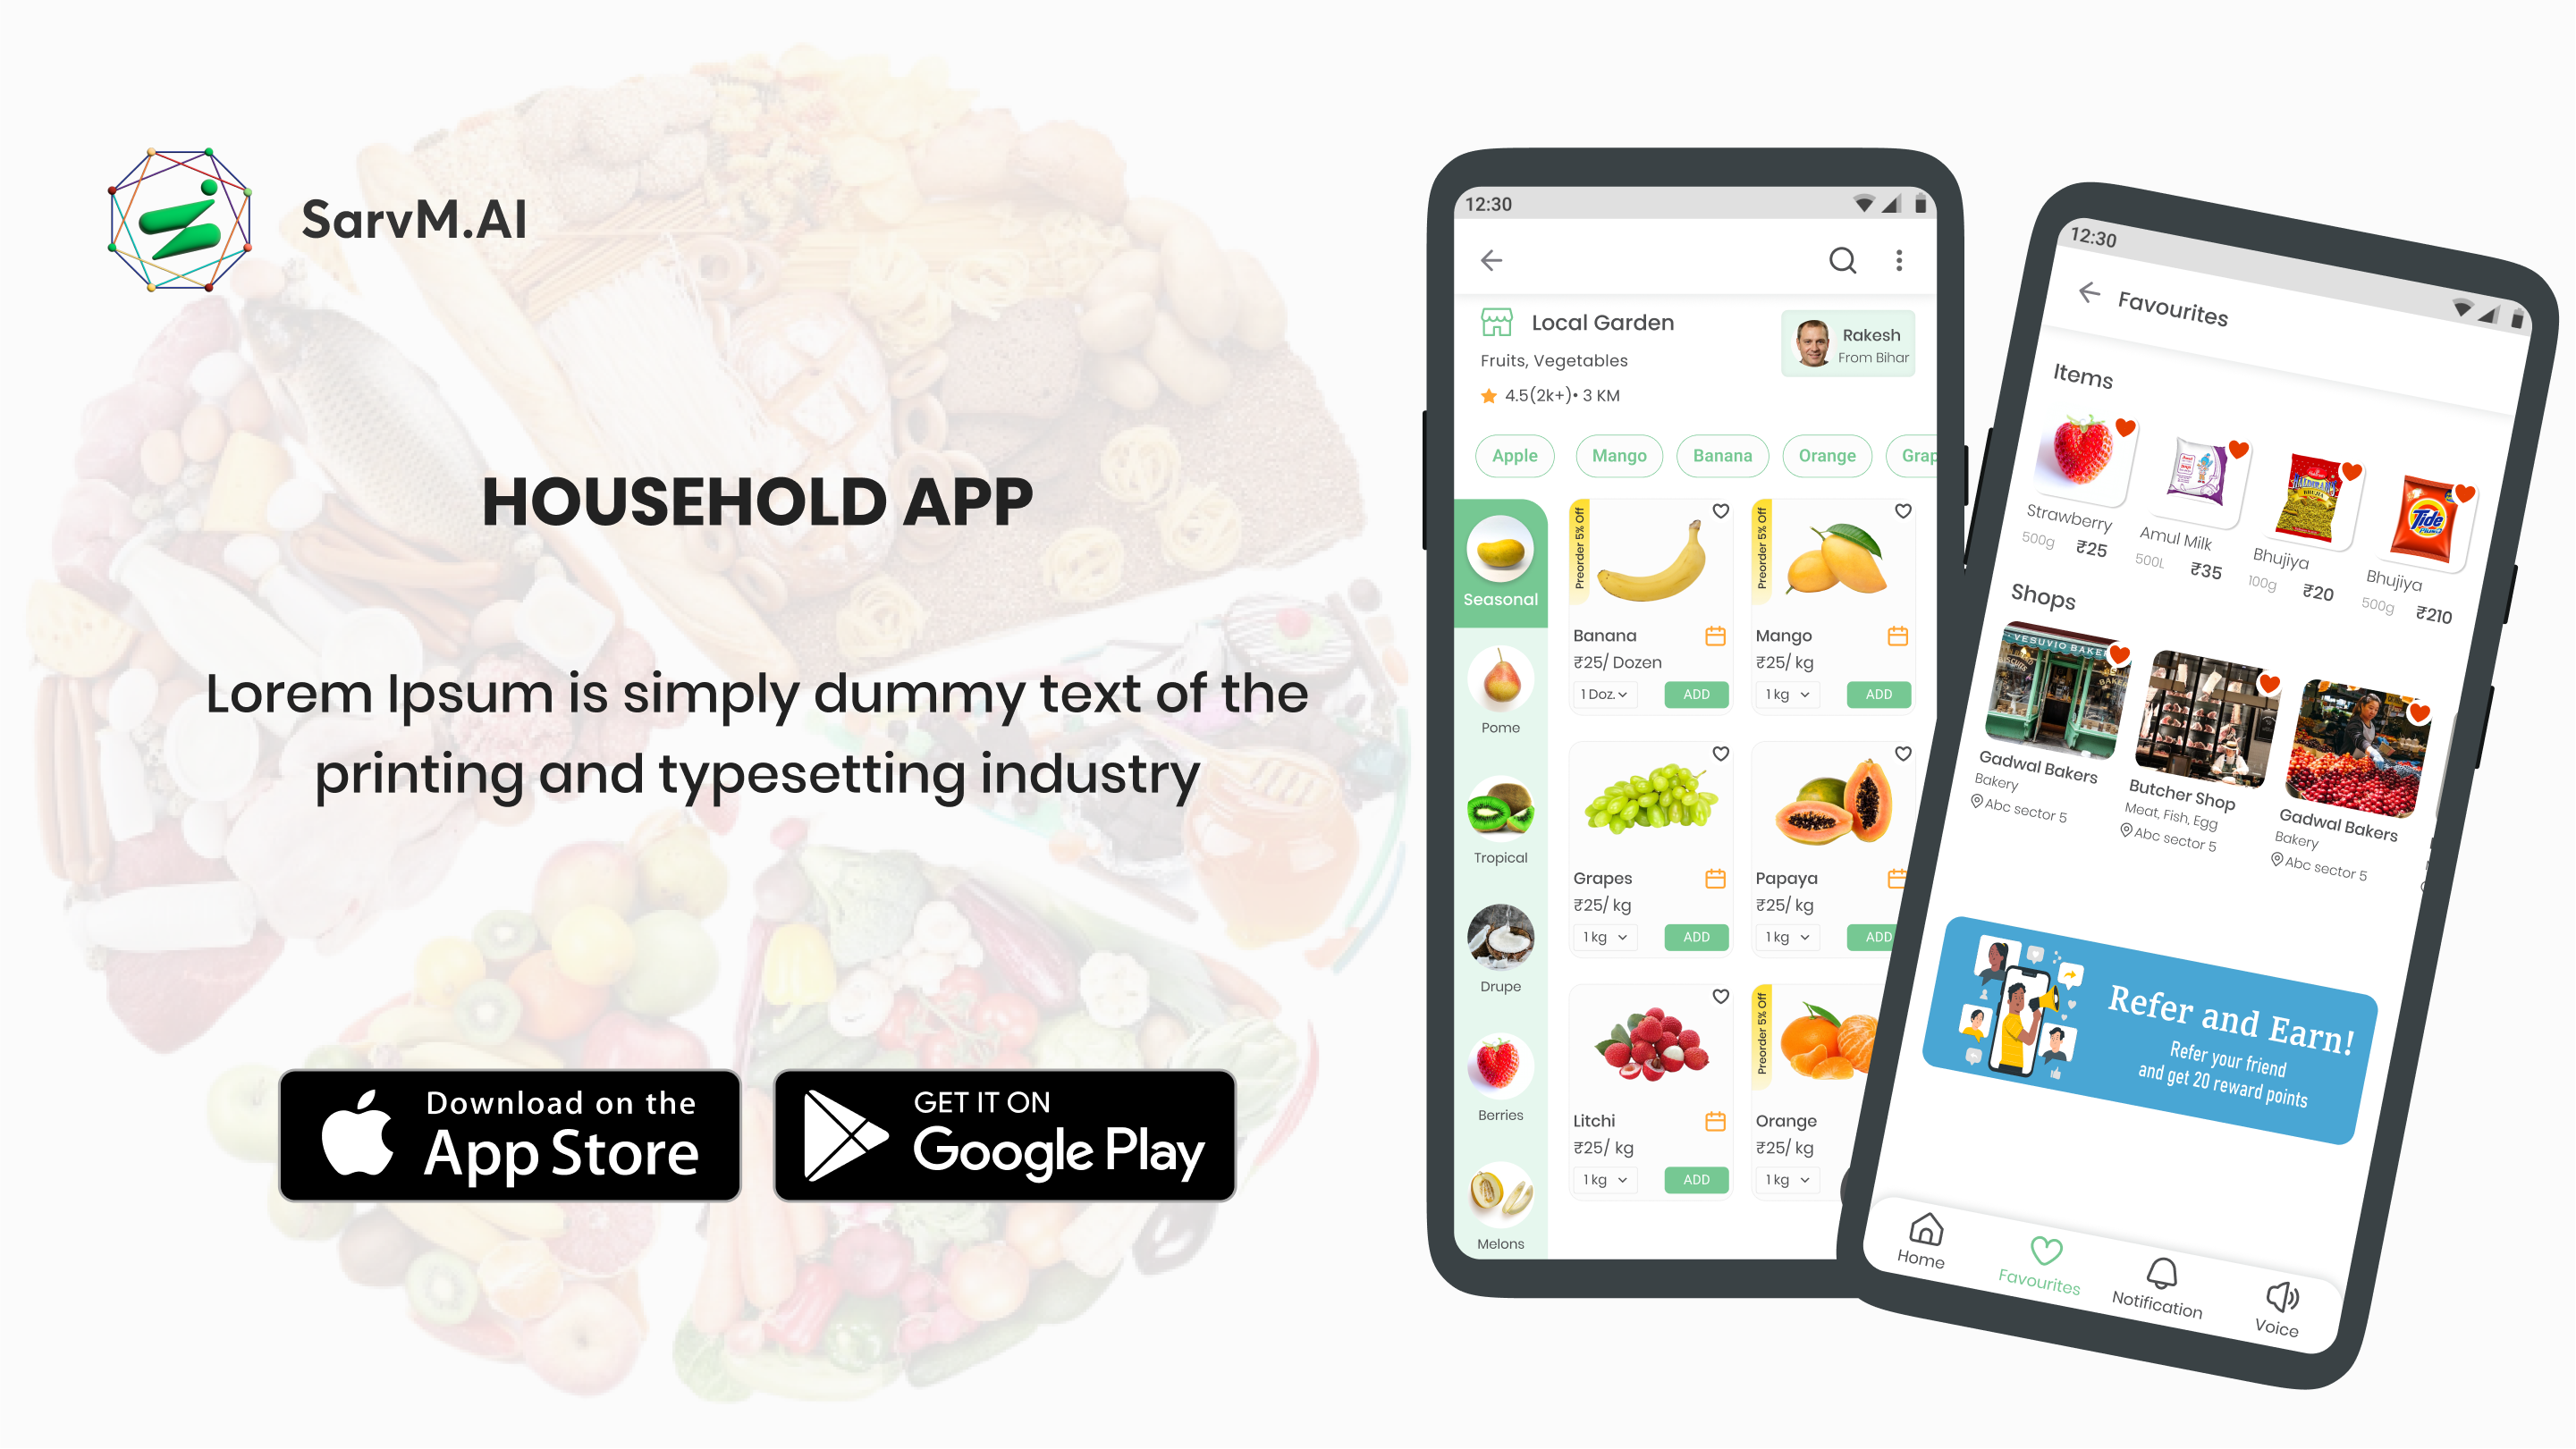 SarvM.AI
HOUSEHOLD APP
Lorem Ipsum is simply dummy text of the
printing and typesetting industry
Download on the
App Store
GET IT ON
Google Play
12:30
Local Garden
Fruits, Vegetables
4.5(2k+)• 3 KM
Rakesh
From Bihar
Apple
Mango
Banana
Orange
Grap
Seasonal
Pome
Tropical
Drupe
Berries
Melons
Preorder 5% Off
Banana
₹25/ Dozen
1 Doz.
ADD
Preorder 5% Off
Mango
₹25/ kg
1 kg
ADD
Grapes
₹25/ kg
1 kg
ADD
Papaya
₹25/ kg
1 kg
ADD
Litchi
₹25/ kg
1 kg
ADD
Preorder 5% Off
Orange
₹25/ kg
1 kg
12:30
Favourites
Items
Strawberry
500g ₹25
Amul Milk
500L ₹35
Bhujiya
100g ₹20
Tide
Bhujiya
500g ₹210
Shops
VESUVIO BAKE
Gadwal Bakers
Bakery
Abc sector 5
Butcher Shop
Meat, Fish, Egg
Abc sector 5
Gadwal Bakers
Bakery
Abc sector 5
Refer and Earn!
Refer your friend
and get 20 reward points
Home
Favourites
Notification
Voice